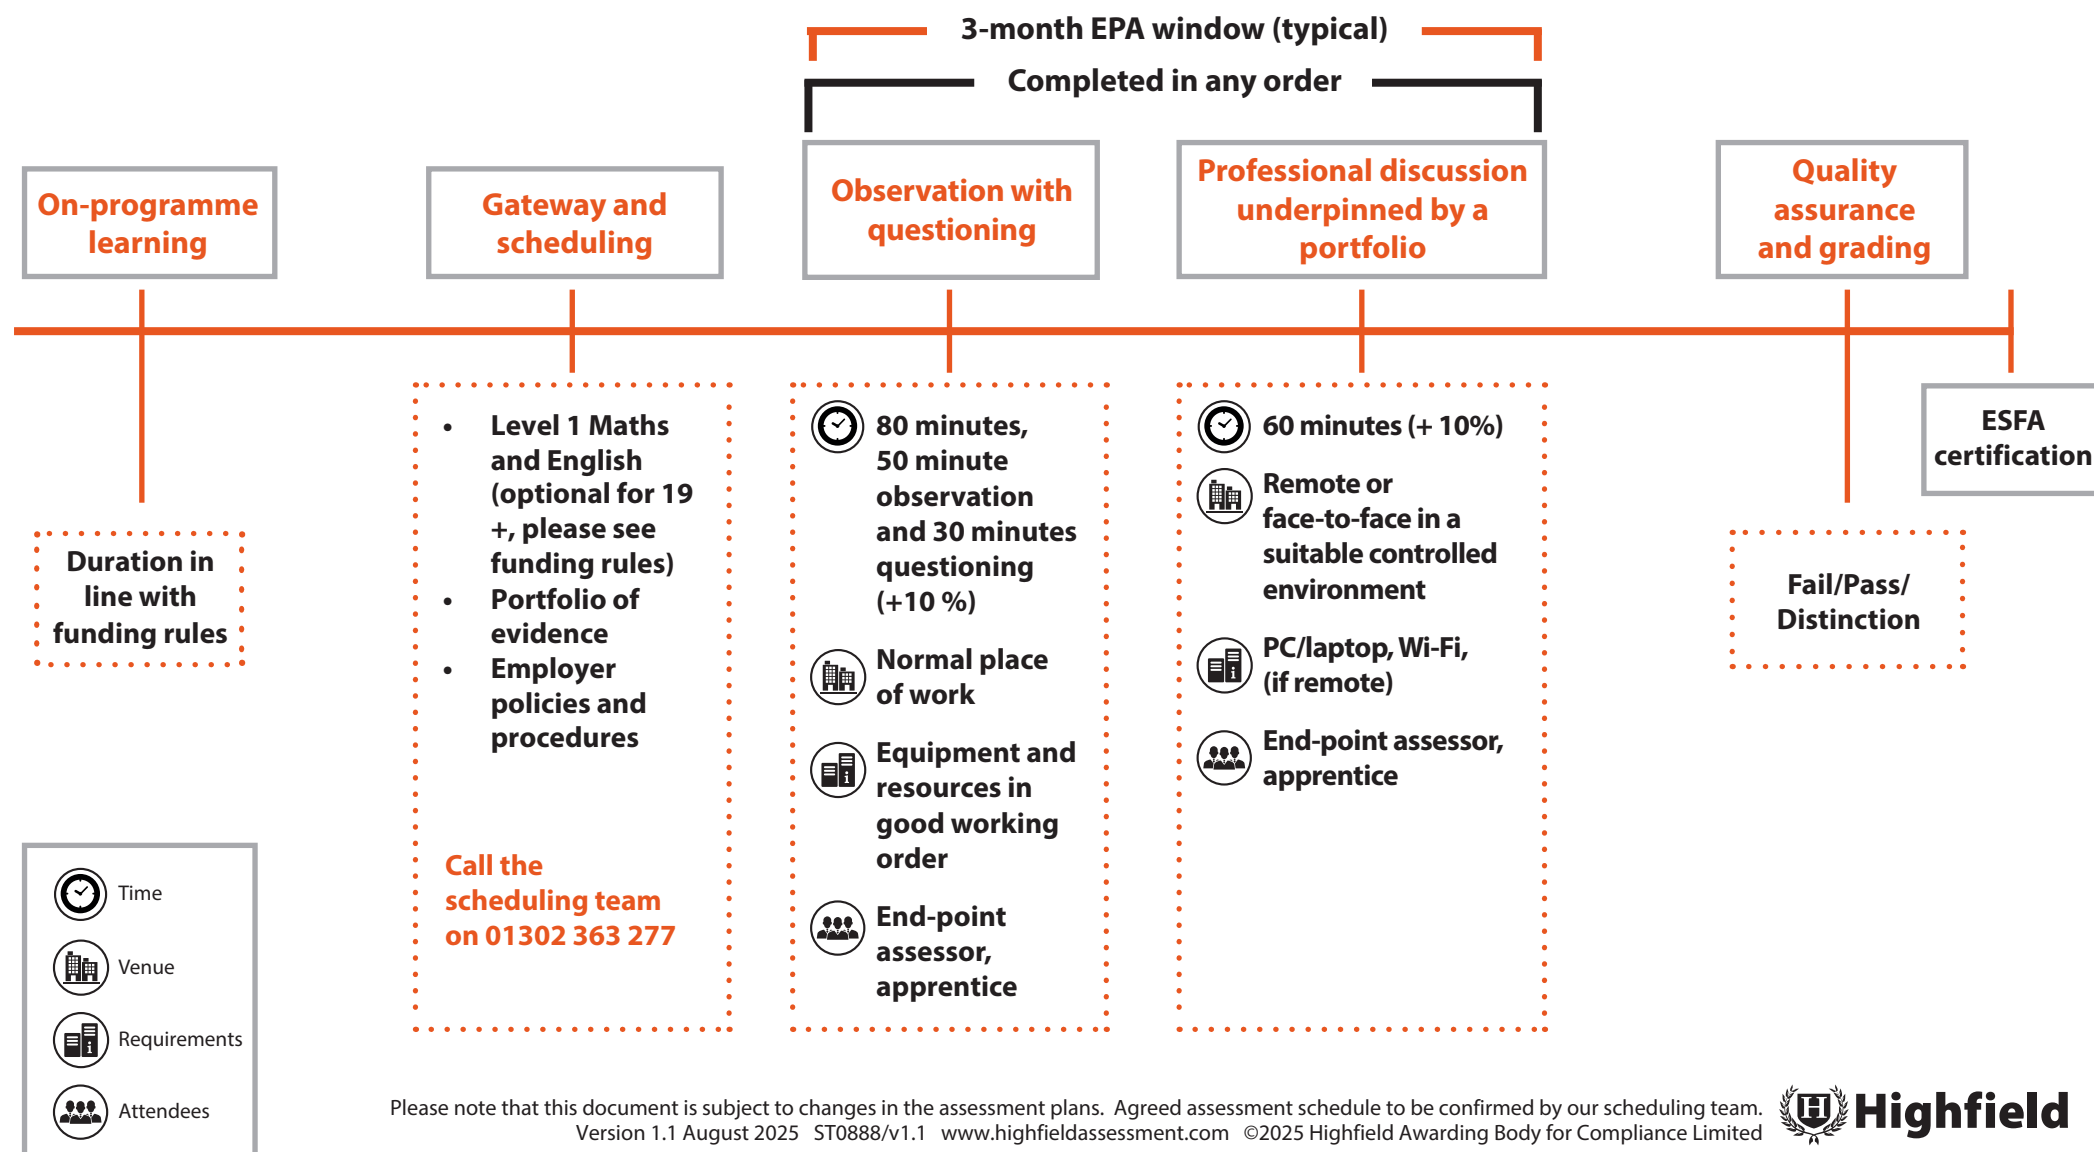 3-month EPA window (typical)
Completed in any order
On-programme
learning
Gateway and
scheduling
Observation with
questioning
Professional discussion
underpinned by a
portfolio
Quality
assurance
and grading
Duration in
line with
funding rules
• Level 1 Maths
and English
(optional for 19
+, please see
funding rules)
• Portfolio of
evidence
• Employer
policies and
procedures
Call the
scheduling team
on 01302 363 277
80 minutes,
50 minute
observation
and 30 minutes
questioning
(+10 %)
Normal place
of work
Equipment and
resources in
good working
order
End-point
assessor,
apprentice
60 minutes (+ 10%)
Remote or
face-to-face in a
suitable controlled
environment
PC/laptop, Wi-Fi,
(if remote)
End-point assessor,
apprentice
Fail/Pass/
Distinction
ESFA
certification
Time
Venue
Requirements
Attendees
Please note that this document is subject to changes in the assessment plans. Agreed assessment schedule to be confirmed by our scheduling team.
Version 1.1 August 2025 ST0888/v1.1 www.highfieldassessment.com ©2025 Highfield Awarding Body for Compliance Limited
H Highfield